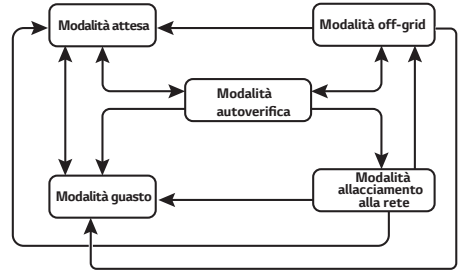 Modalità attesa
Modalità off-grid
Modalità
autoverifica
Modalità guasto
Modalità
allacciamento
alla rete